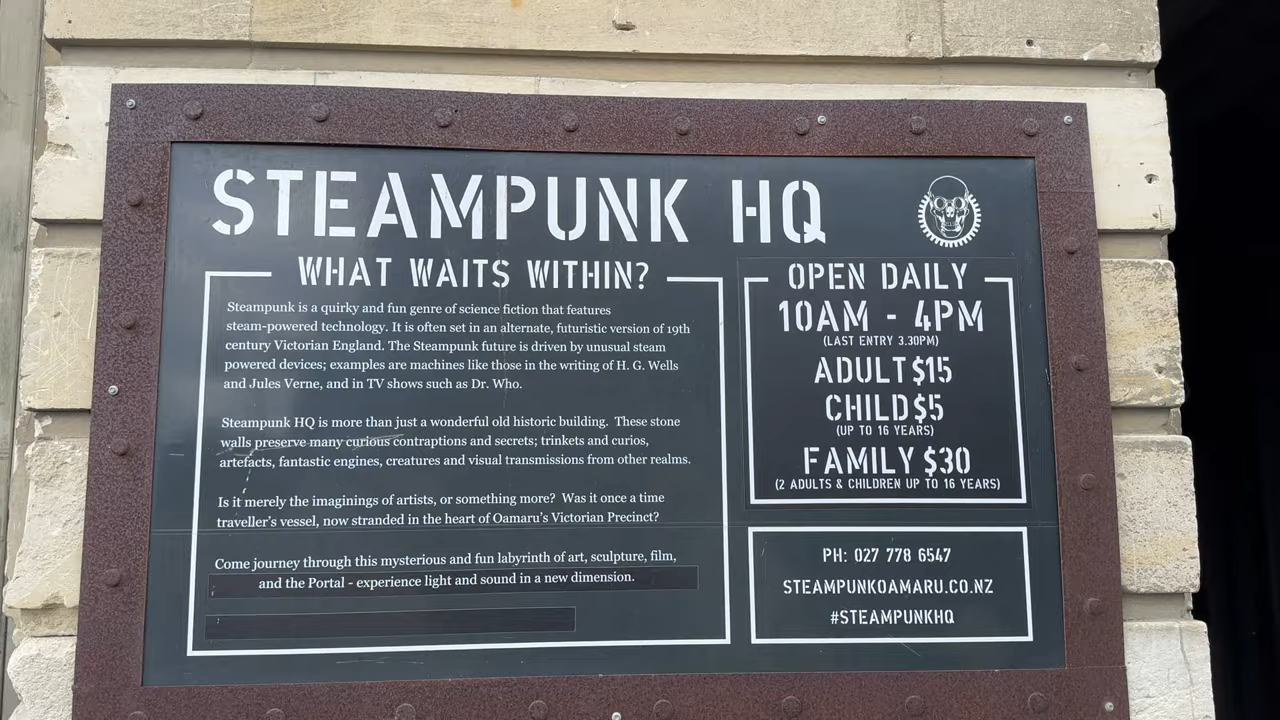 STEAMPUNK HQ
WHAT WAITS WITHIN?
Steampunk is a quirky and fun genre of science fiction that features
steam-powered technology. It is often set in an alternate, futuristic version of 19th
century Victorian England. The Steampunk future is driven by unusual steam
powered devices; examples are machines like those in the writing of H. G. Wells
and Jules Verne, and in TV shows such as Dr. Who.
Steampunk HQ is more than just a wonderful old historic building. These stone
walls preserve many curious contraptions and secrets; trinkets and curios,
artefacts, fantastic engines, creatures and visual transmissions from other realms.
Is it merely the imaginings of artists, or something more? Was it once a time
traveller's vessel, now stranded in the heart of Oamaru's Victorian Precinct?
Come journey through this mysterious and fun labyrinth of art, sculpture, film,
and the Portal - experience light and sound in a new dimension.
OPEN DAILY
10AM - 4PM
(LAST ENTRY 3.30PM)
ADULT $15
CHILD $5
(UP TO 16 YEARS)
FAMILY $30
(2 ADULTS & CHILDREN UP TO 16 YEARS)
PH: 027 778 6547
STEAMPUNKOAMARU.CO.NZ
#STEAMPUNKHQ